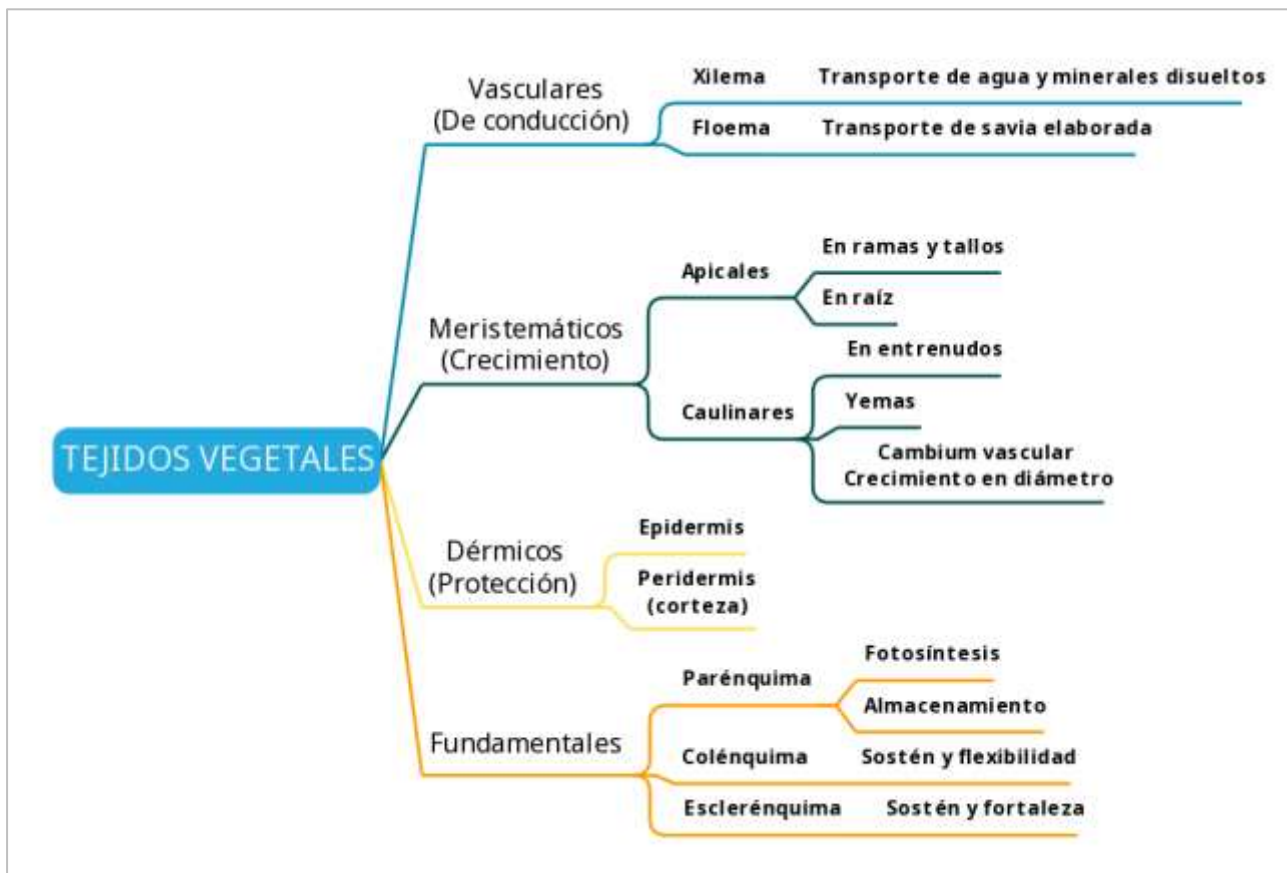 Vasculares
(De conducción)
Xilema Transporte de agua y minerales disueltos
Floema Transporte de savia elaborada
TEJIDOS VEGETALES
Meristemáticos
(Crecimiento)
Apicales
En ramas y tallos
En raíz
Caulinares
En entrenudos
Yemas
Cambium vascular
Crecimiento en diámetro
Dérmicos
(Protección)
Epidermis
Peridermis
(corteza)
Fundamentales
Parénquima
Fotosíntesis
Almacenamiento
Colénquima Sostén y flexibilidad
Esclerénquima Sostén y fortaleza